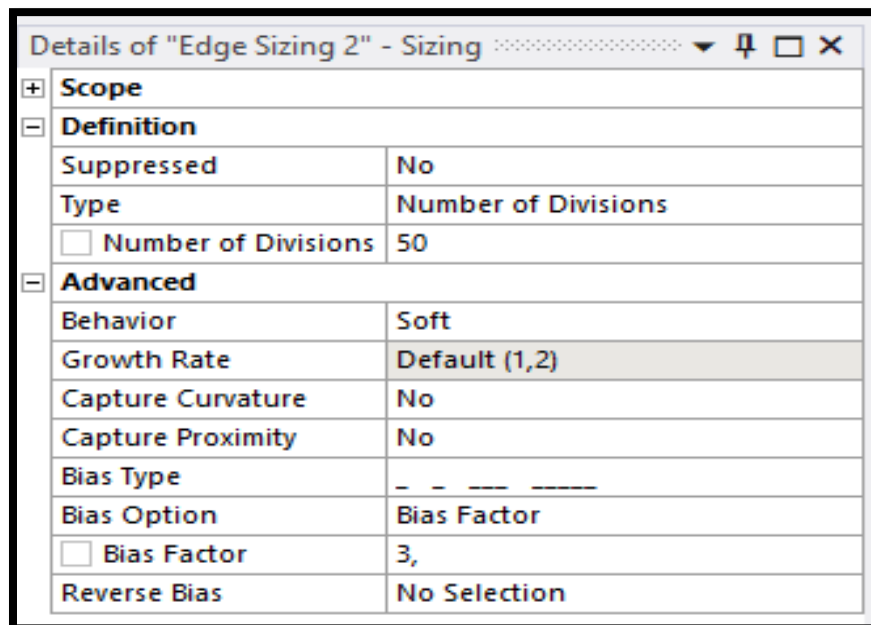 Details of "Edge Sizing 2" - Sizing
Scope
Definition
Suppressed No
Type Number of Divisions
Number of Divisions 50
Advanced
Behavior Soft
Growth Rate Default (1,2)
Capture Curvature No
Capture Proximity No
Bias Type _ _ __ ___
Bias Option Bias Factor
Bias Factor 3,
Reverse Bias No Selection